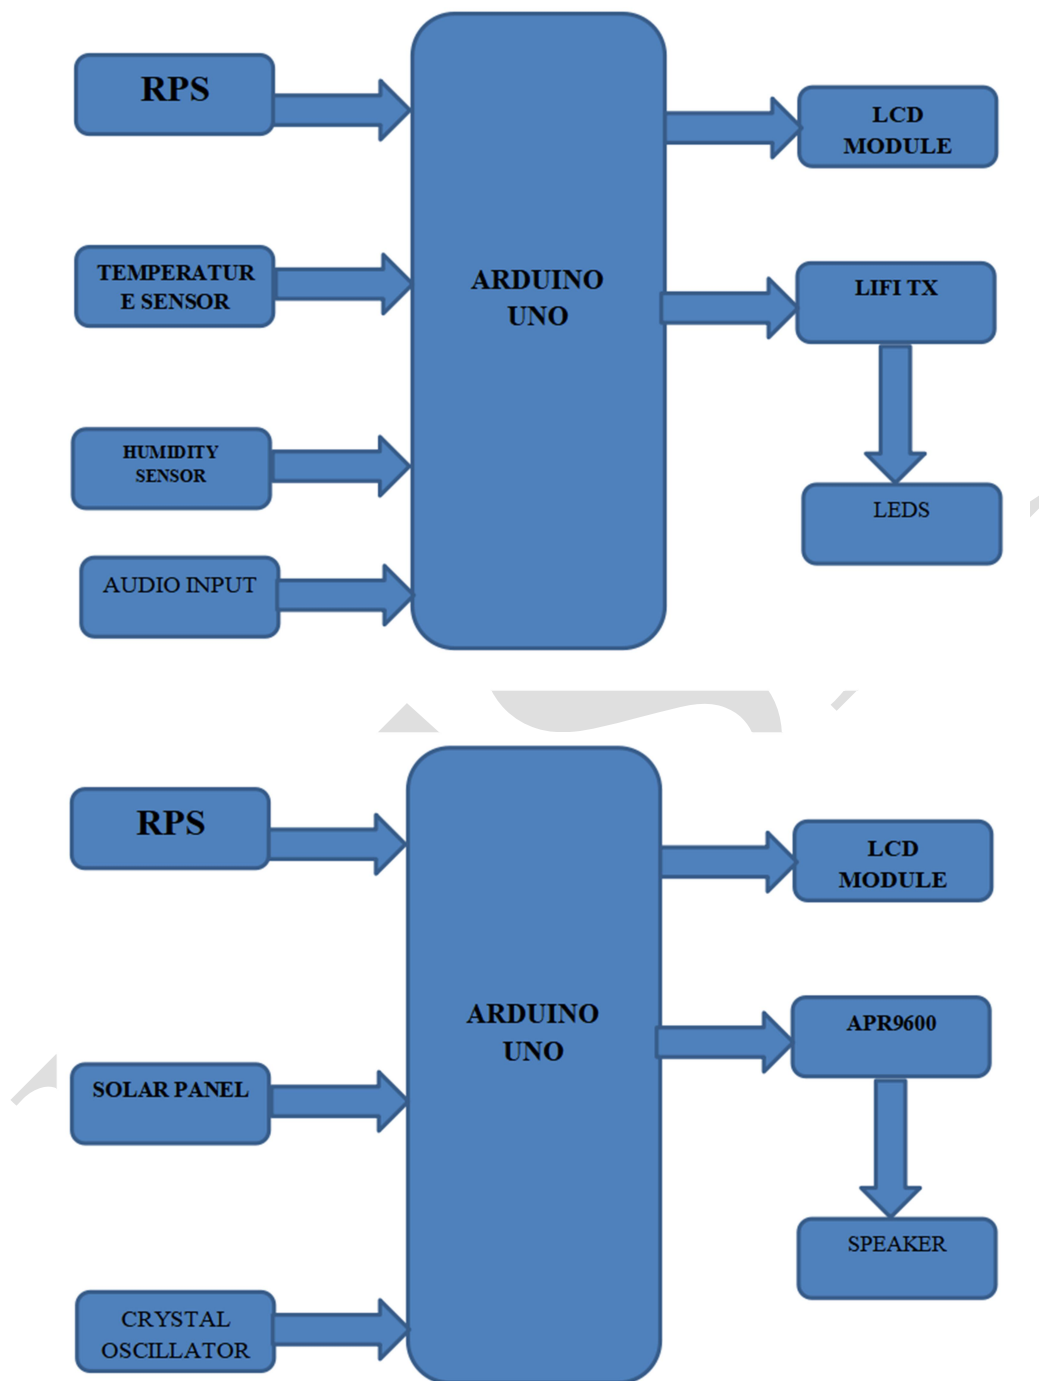 RPS
LCD
MODULE
TEMPERATUR
E SENSOR
ARDUINO
UNO
LIFI TX
HUMIDITY
SENSOR
LEDS
AUDIO INPUT
RPS
LCD
MODULE
ARDUINO
UNO
APR9600
SOLAR PANEL
SPEAKER
CRYSTAL
OSCILLATOR